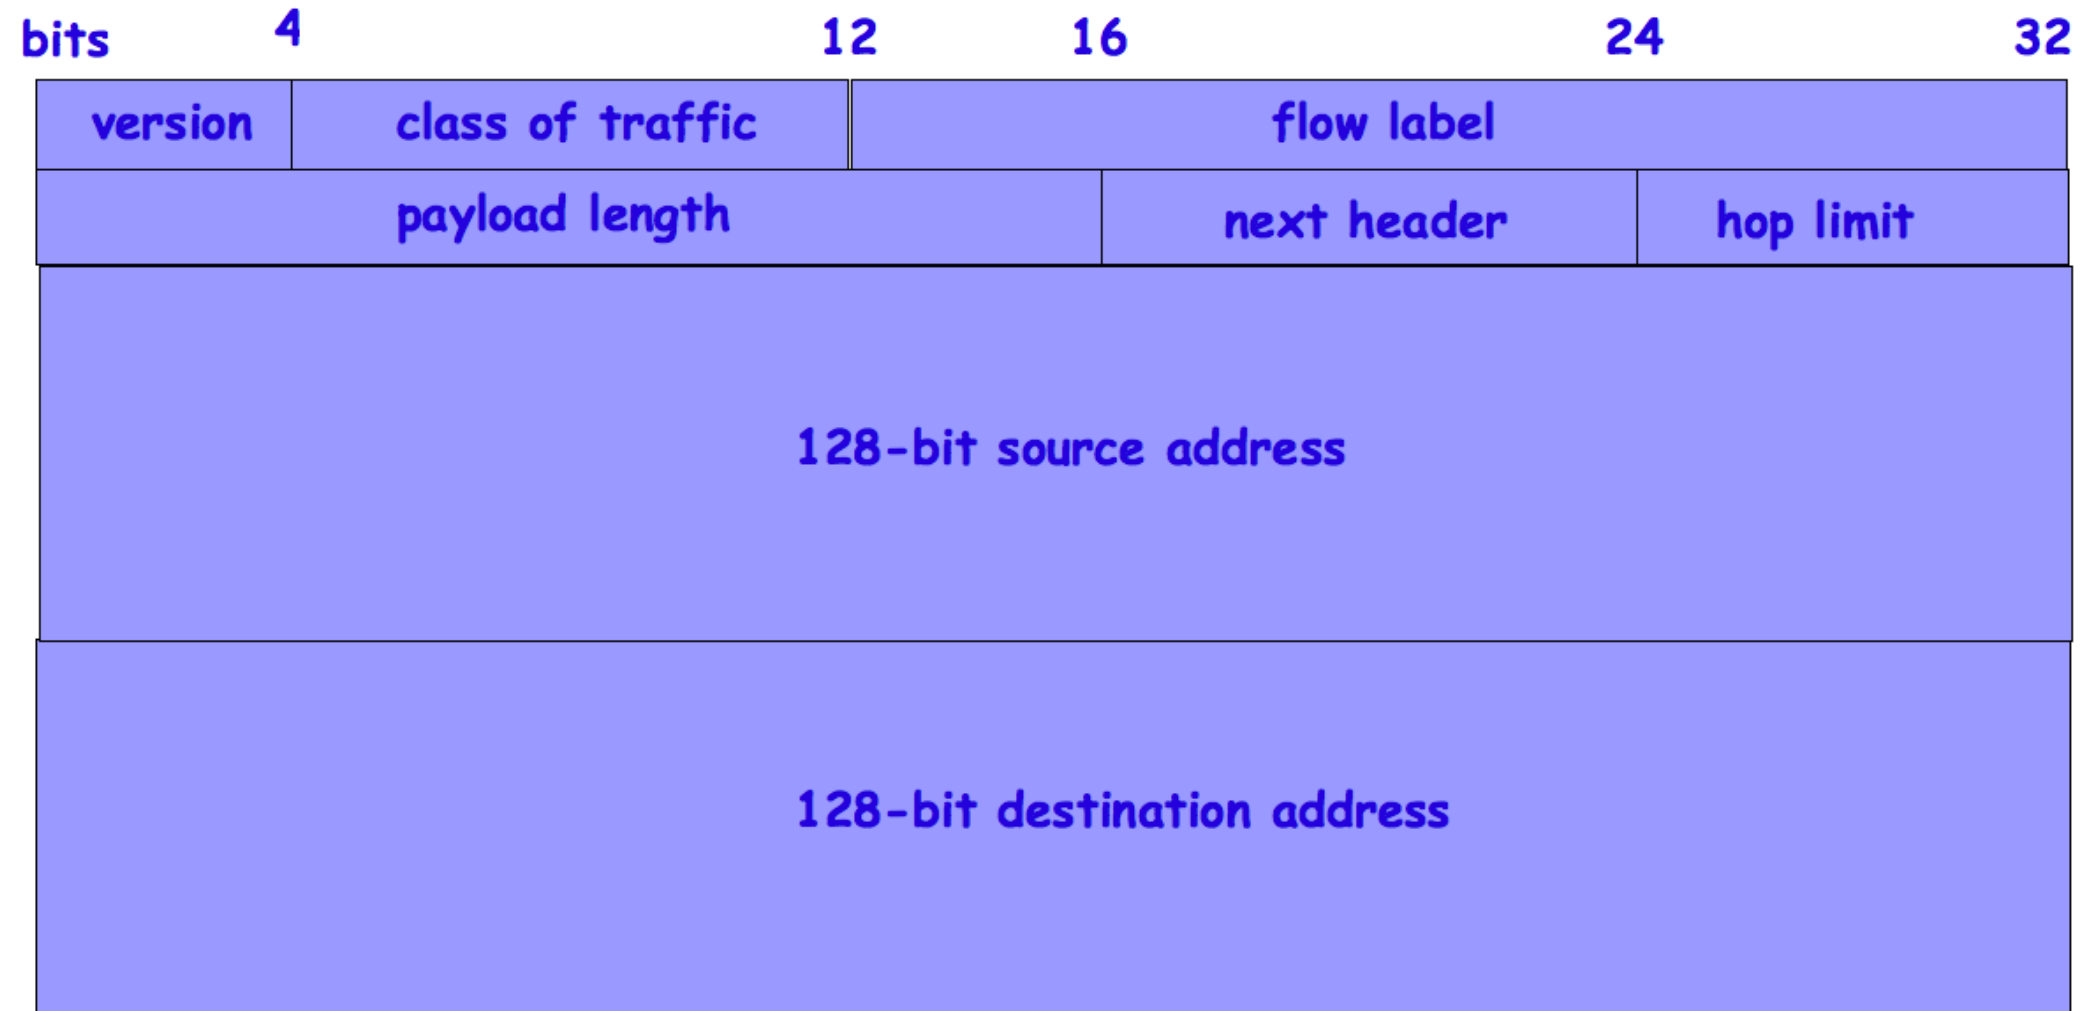 bits 4 12 16 24 32
version class of traffic flow label
payload length next header hop limit
128-bit source address
128-bit destination address